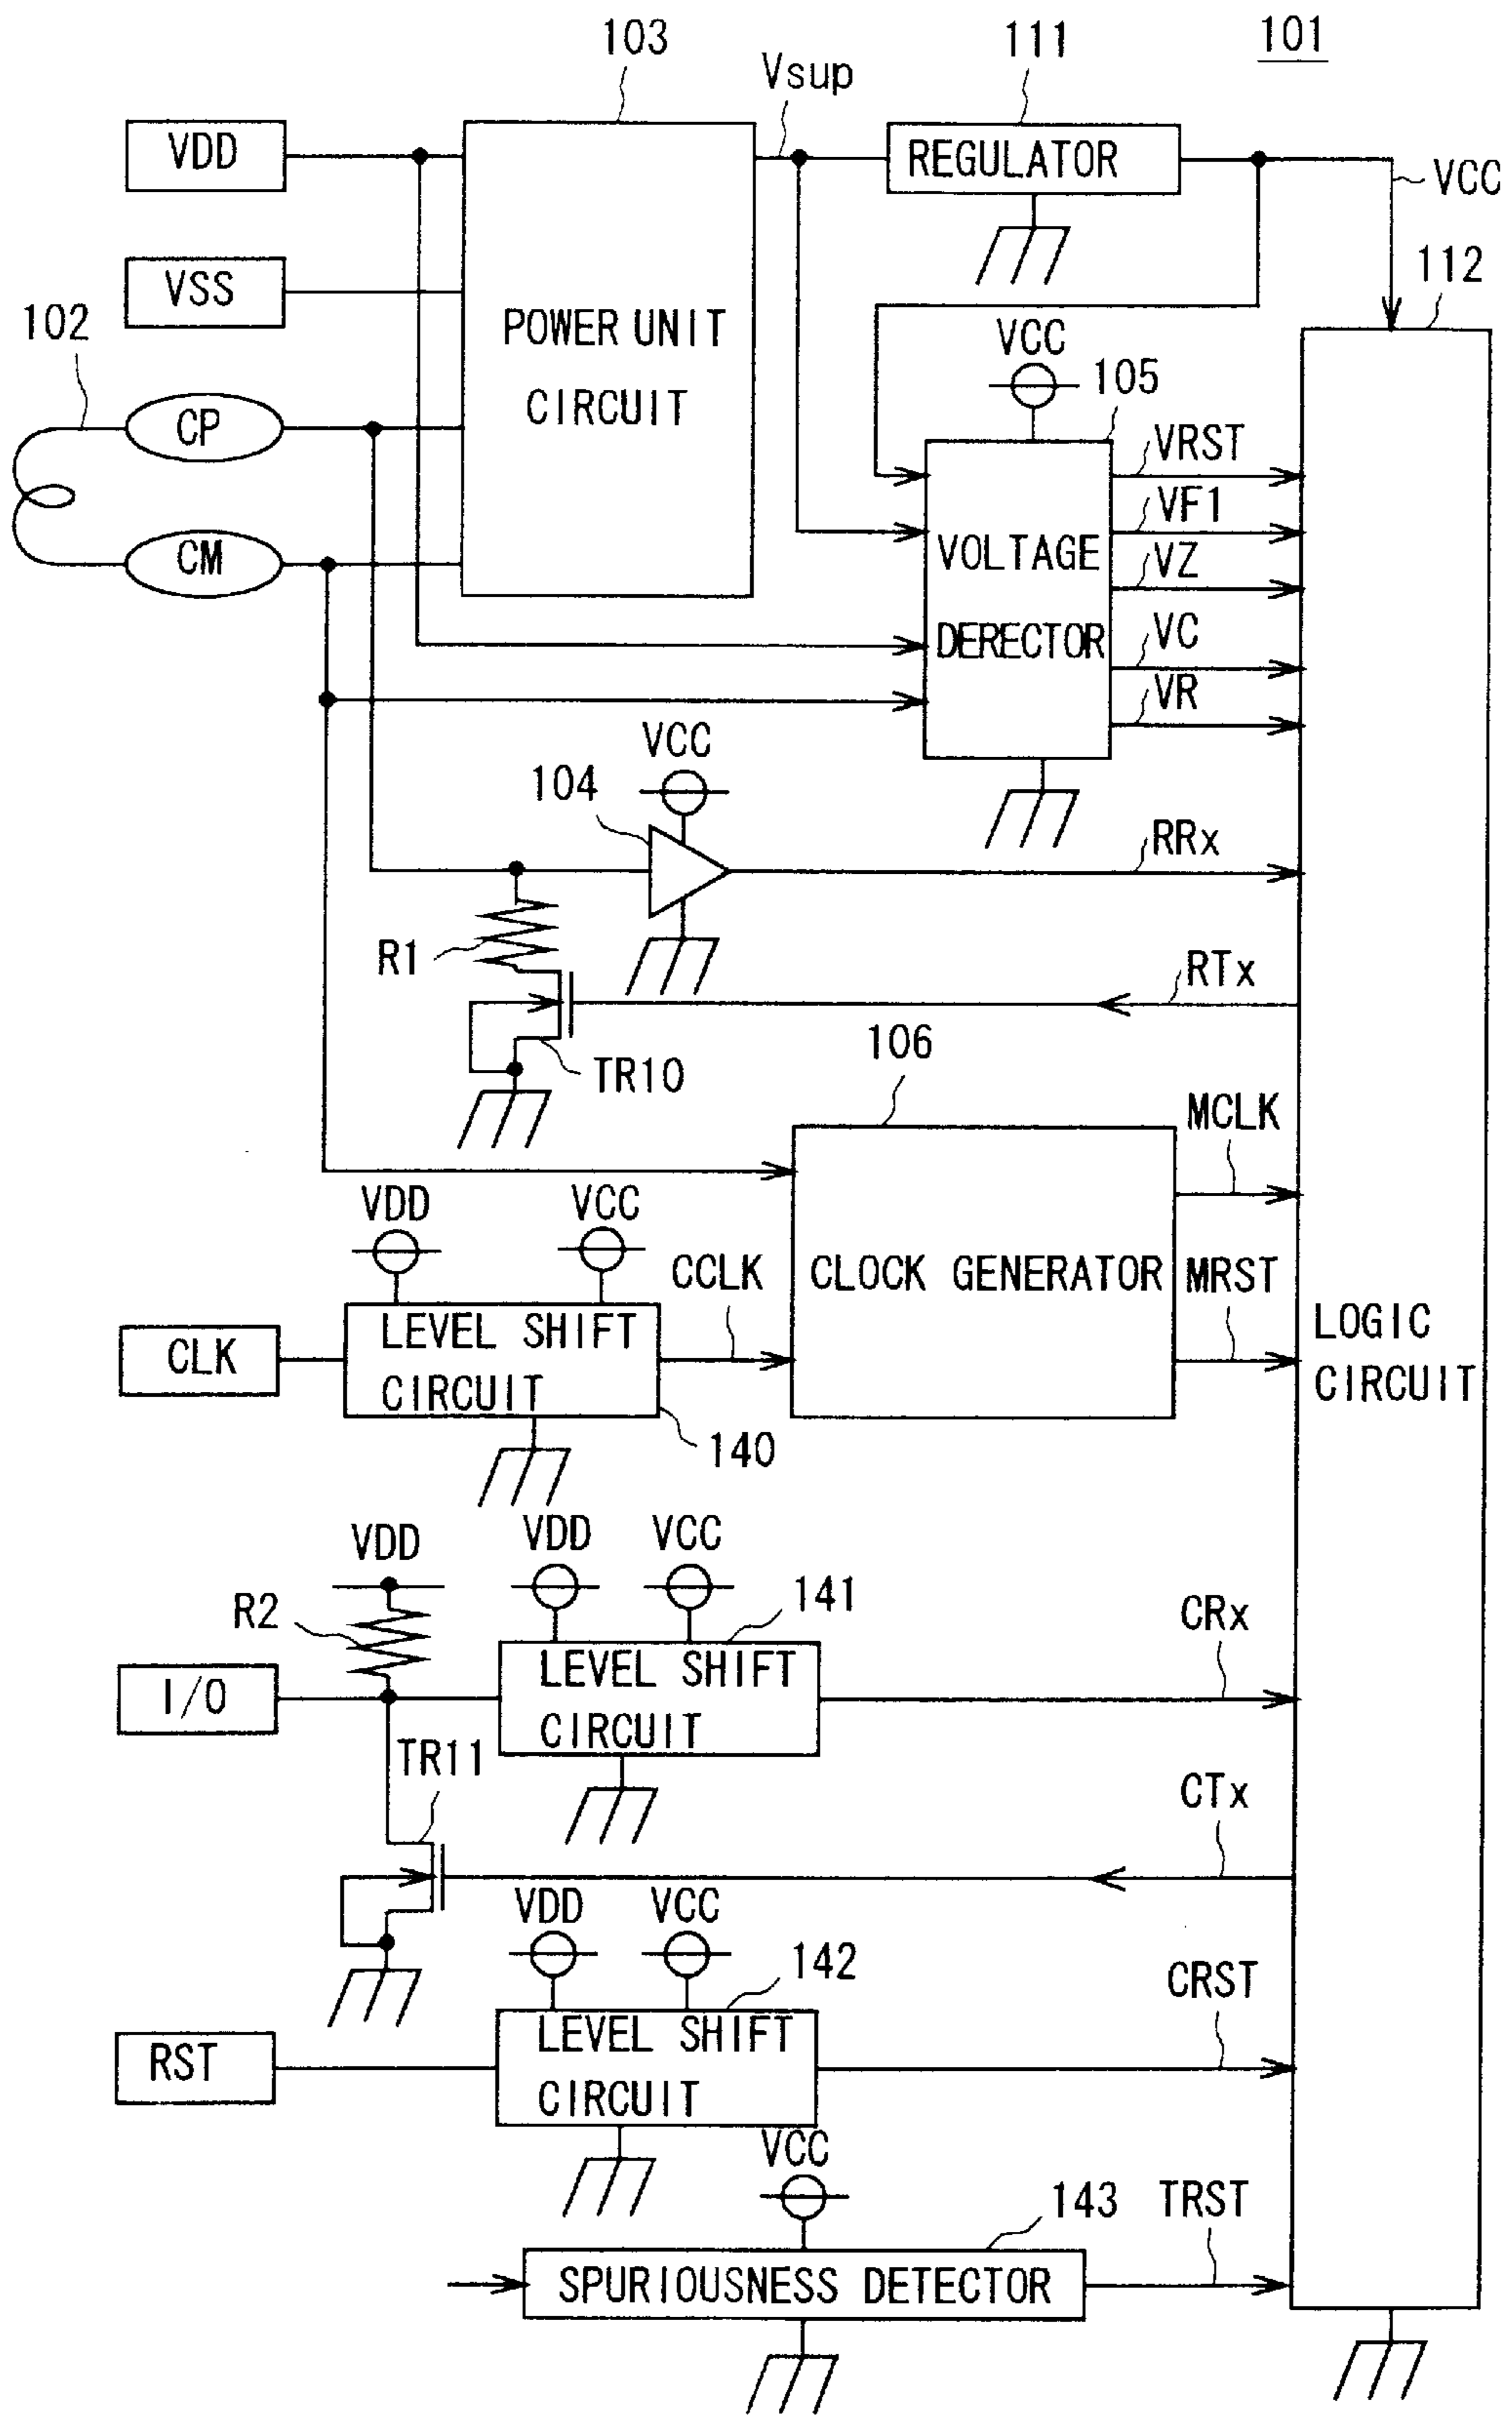 101
103
Vsup
111
VDD
REGULATOR
VCC
112
VSS
102
POWER UNIT
CIRCUIT
VCC
105
CP
CM
VOLTAGE
DERECTOR
VRST
VF1
VZ
VC
VR
VCC
104
RRx
R1
RTx
TR10
106
MCLK
VDD
VCC
CCLK
CLOCK GENERATOR
MRST
CLK
LEVEL SHIFT
CIRCUIT
140
LOGIC
CIRCUIT
VDD
VDD
VCC
141
R2
CRx
I/O
LEVEL SHIFT
CIRCUIT
TR11
CTx
VDD
VCC
142
CRST
RST
LEVEL SHIFT
CIRCUIT
VCC
143
TRST
SPURIOUSNESS DETECTOR